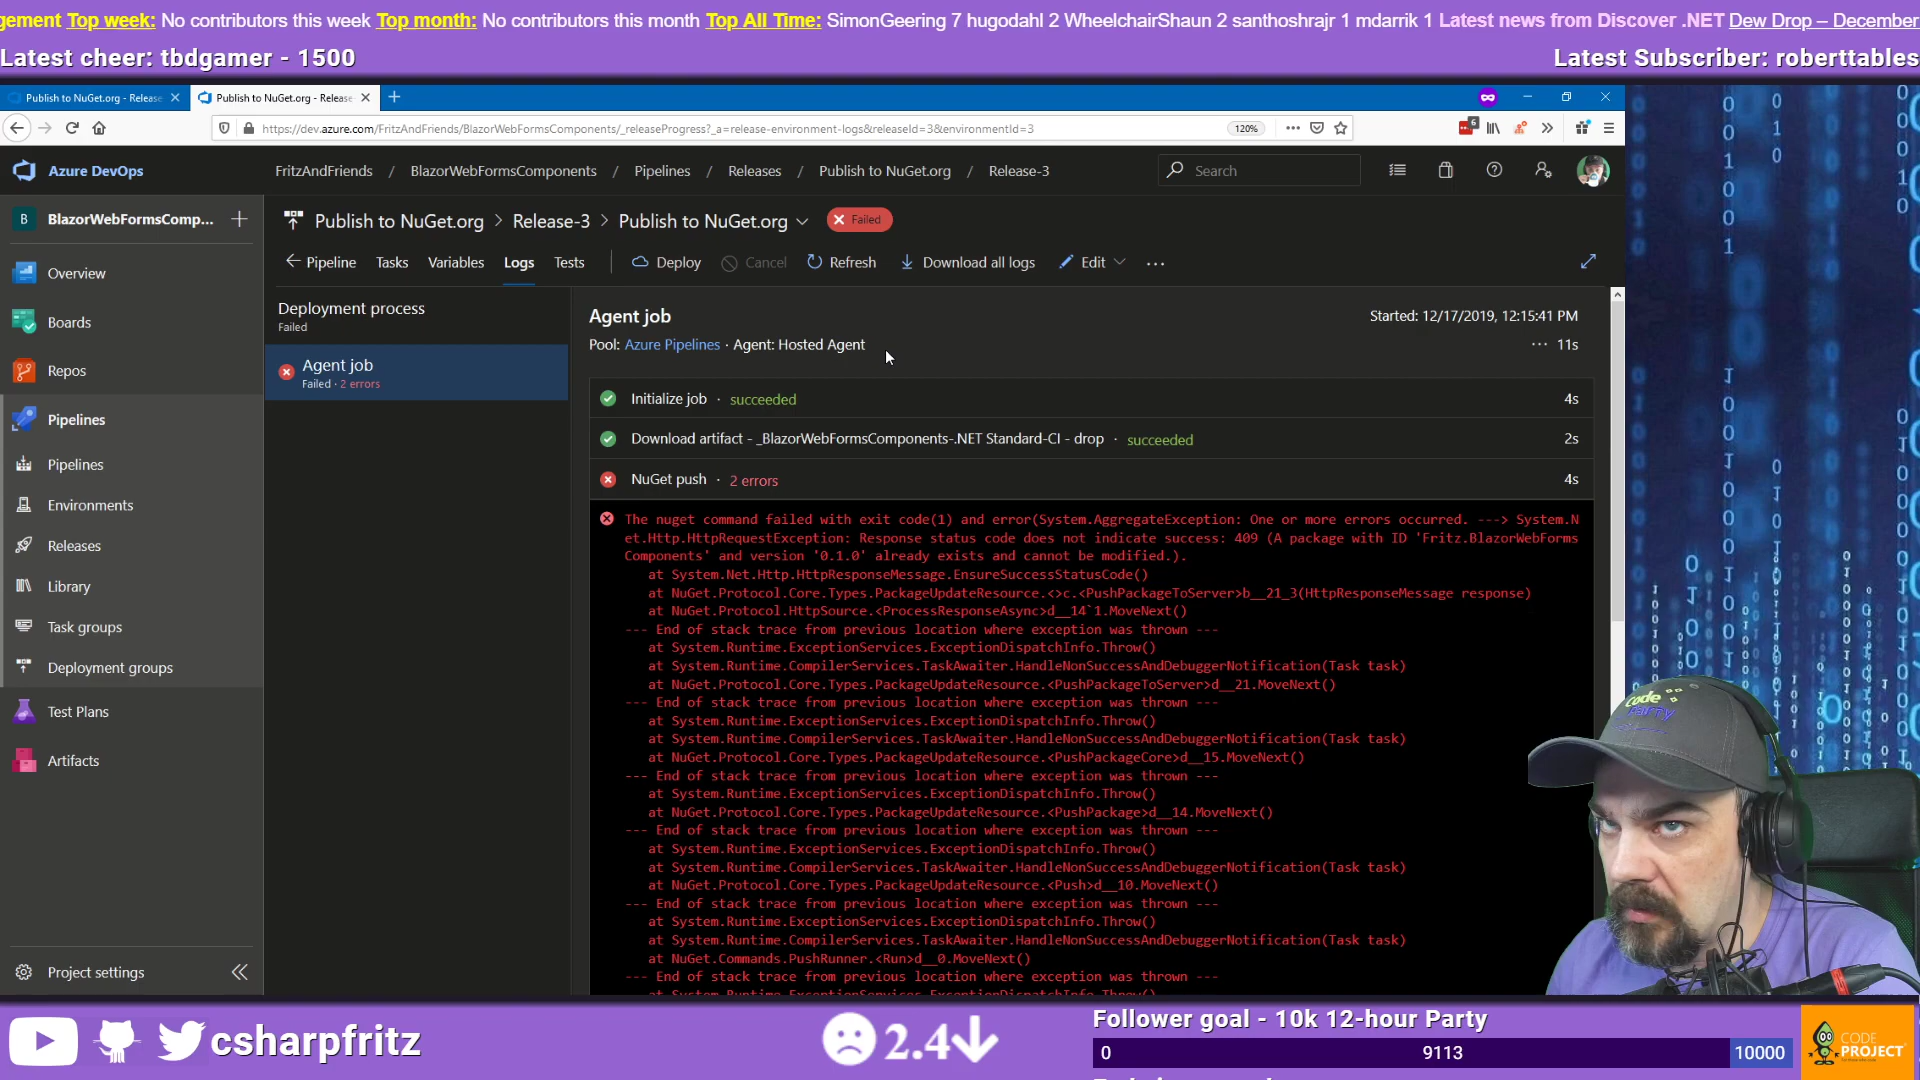 gement Top week: No contributors this week Top month: No contributors this month Top All Time: SimonGeering 7 hugodahl 2 WheelchairShaun 2 santhoshrajr 1 mdarrik 1 Latest news from Discover .NET Dew Drop – December
Latest cheer: tbdgamer - 1500
Latest Subscriber: roberttables
Publish to NuGet.org - Release
Publish to NuGet.org - Release
https://dev.azure.com/FritzAndFriends/BlazorWebFormsComponents/_releaseProgress?_a=release-environment-logs&releaseId=3&environmentId=3
120%
6
Azure DevOps
FritzAndFriends / BlazorWebFormsComponents / Pipelines / Releases / Publish to NuGet.org / Release-3
Search
B BlazorWebFormsComp...
Publish to NuGet.org > Release-3 > Publish to NuGet.org
Failed
Pipeline Tasks Variables Logs Tests Deploy Cancel Refresh Download all logs Edit ...
Overview
Boards
Repos
Pipelines
Pipelines
Environments
Releases
Library
Task groups
Deployment groups
Test Plans
Artifacts
Project settings
Deployment process
Failed
Agent job
Failed · 2 errors
Agent job
Started: 12/17/2019, 12:15:41 PM
Pool: Azure Pipelines · Agent: Hosted Agent
... 11s
Initialize job · succeeded 4s
Download artifact - _BlazorWebFormsComponents-.NET Standard-CI - drop · succeeded 2s
NuGet push · 2 errors 4s
The nuget command failed with exit code(1) and error(System.AggregateException: One or more errors occurred. ---> System.N
et.Http.HttpRequestException: Response status code does not indicate success: 409 (A package with ID 'Fritz.BlazorWebForms
Components' and version '0.1.0' already exists and cannot be modified.).
at System.Net.Http.HttpResponseMessage.EnsureSuccessStatusCode()
at NuGet.Protocol.Core.Types.PackageUpdateResource.<>c.<PushPackageToServer>b__21_3(HttpResponseMessage response)
at NuGet.Protocol.HttpSource.<ProcessResponseAsync>d__14`1.MoveNext()
--- End of stack trace from previous location where exception was thrown ---
at System.Runtime.ExceptionServices.ExceptionDispatchInfo.Throw()
at System.Runtime.CompilerServices.TaskAwaiter.HandleNonSuccessAndDebuggerNotification(Task task)
at NuGet.Protocol.Core.Types.PackageUpdateResource.<PushPackageToServer>d__21.MoveNext()
--- End of stack trace from previous location where exception was thrown ---
at System.Runtime.ExceptionServices.ExceptionDispatchInfo.Throw()
at System.Runtime.CompilerServices.TaskAwaiter.HandleNonSuccessAndDebuggerNotification(Task task)
at NuGet.Protocol.Core.Types.PackageUpdateResource.<PushPackageCore>d__15.MoveNext()
--- End of stack trace from previous location where exception was thrown ---
at System.Runtime.ExceptionServices.ExceptionDispatchInfo.Throw()
at NuGet.Protocol.Core.Types.PackageUpdateResource.<PushPackage>d__14.MoveNext()
--- End of stack trace from previous location where exception was thrown ---
at System.Runtime.ExceptionServices.ExceptionDispatchInfo.Throw()
at System.Runtime.CompilerServices.TaskAwaiter.HandleNonSuccessAndDebuggerNotification(Task task)
at NuGet.Protocol.Core.Types.PackageUpdateResource.<Push>d__10.MoveNext()
--- End of stack trace from previous location where exception was thrown ---
at System.Runtime.ExceptionServices.ExceptionDispatchInfo.Throw()
at System.Runtime.CompilerServices.TaskAwaiter.HandleNonSuccessAndDebuggerNotification(Task task)
at NuGet.Commands.PushRunner.<Run>d__0.MoveNext()
--- End of stack trace from previous location where exception was thrown ---
at System.Runtime.ExceptionServices.ExceptionDispatchInfo.Throw()
Code
Party
csharpfritz
2.4
Follower goal - 10k 12-hour Party
0 9113 10000
CODE
PROJECT